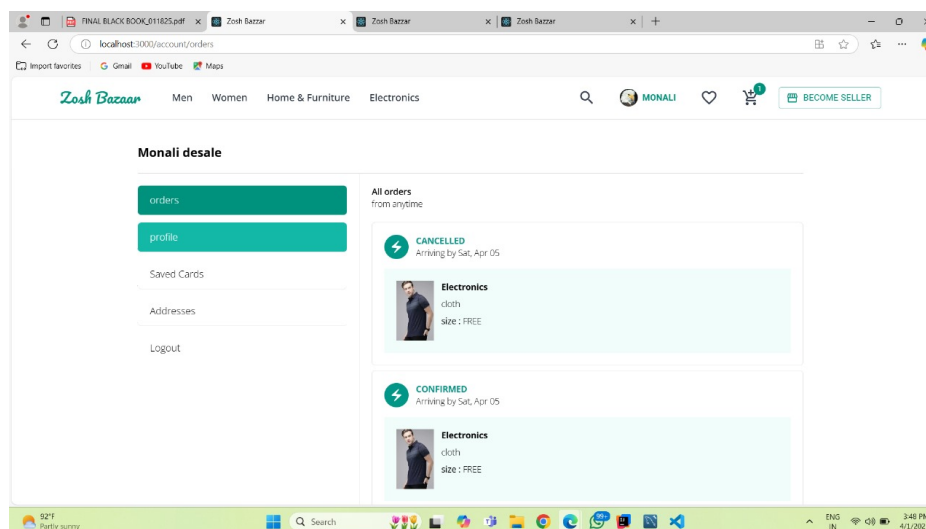 FINAL BLACK BOOK_011825.pdf
Zosh Bazzar
Zosh Bazzar
Zosh Bazzar
localhost:3000/account/orders
Import favorites
Gmail
YouTube
Maps
Zosh Bazaar
Men
Women
Home & Furniture
Electronics
MONALI
1
BECOME SELLER
Monali desale
orders
profile
Saved Cards
Addresses
Logout
All orders
from anytime
CANCELLED
Arriving by Sat, Apr 05
Electronics
cloth
size : FREE
CONFIRMED
Arriving by Sat, Apr 05
Electronics
cloth
size : FREE
92°F
Partly sunny
Search
99+
ENG
IN
3:48